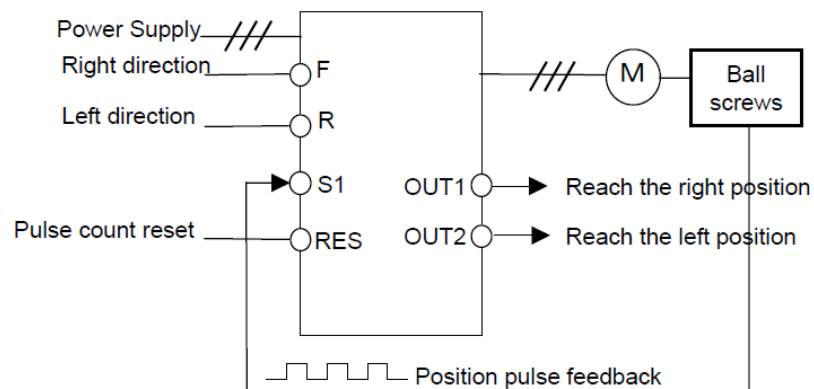 Power Supply
Right direction
F
M
Ball
screws
Left direction
R
S1
OUT1
Reach the right position
Pulse count reset
RES
OUT2
Reach the left position
Position pulse feedback